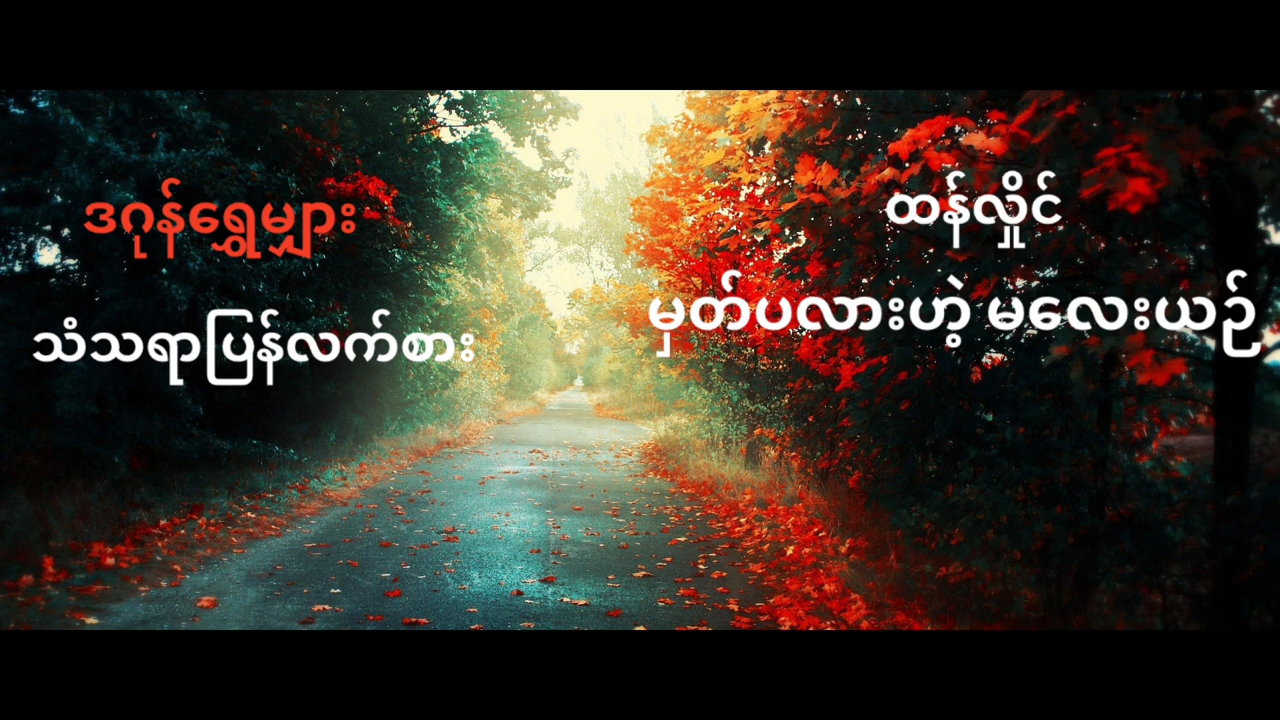 ဒဂုန်ရွှေမျှား
သံသရာပြန်လက်စား
ထန်လှိုင်
မှတ်ပလားဟဲ့ မလေးယဉ်